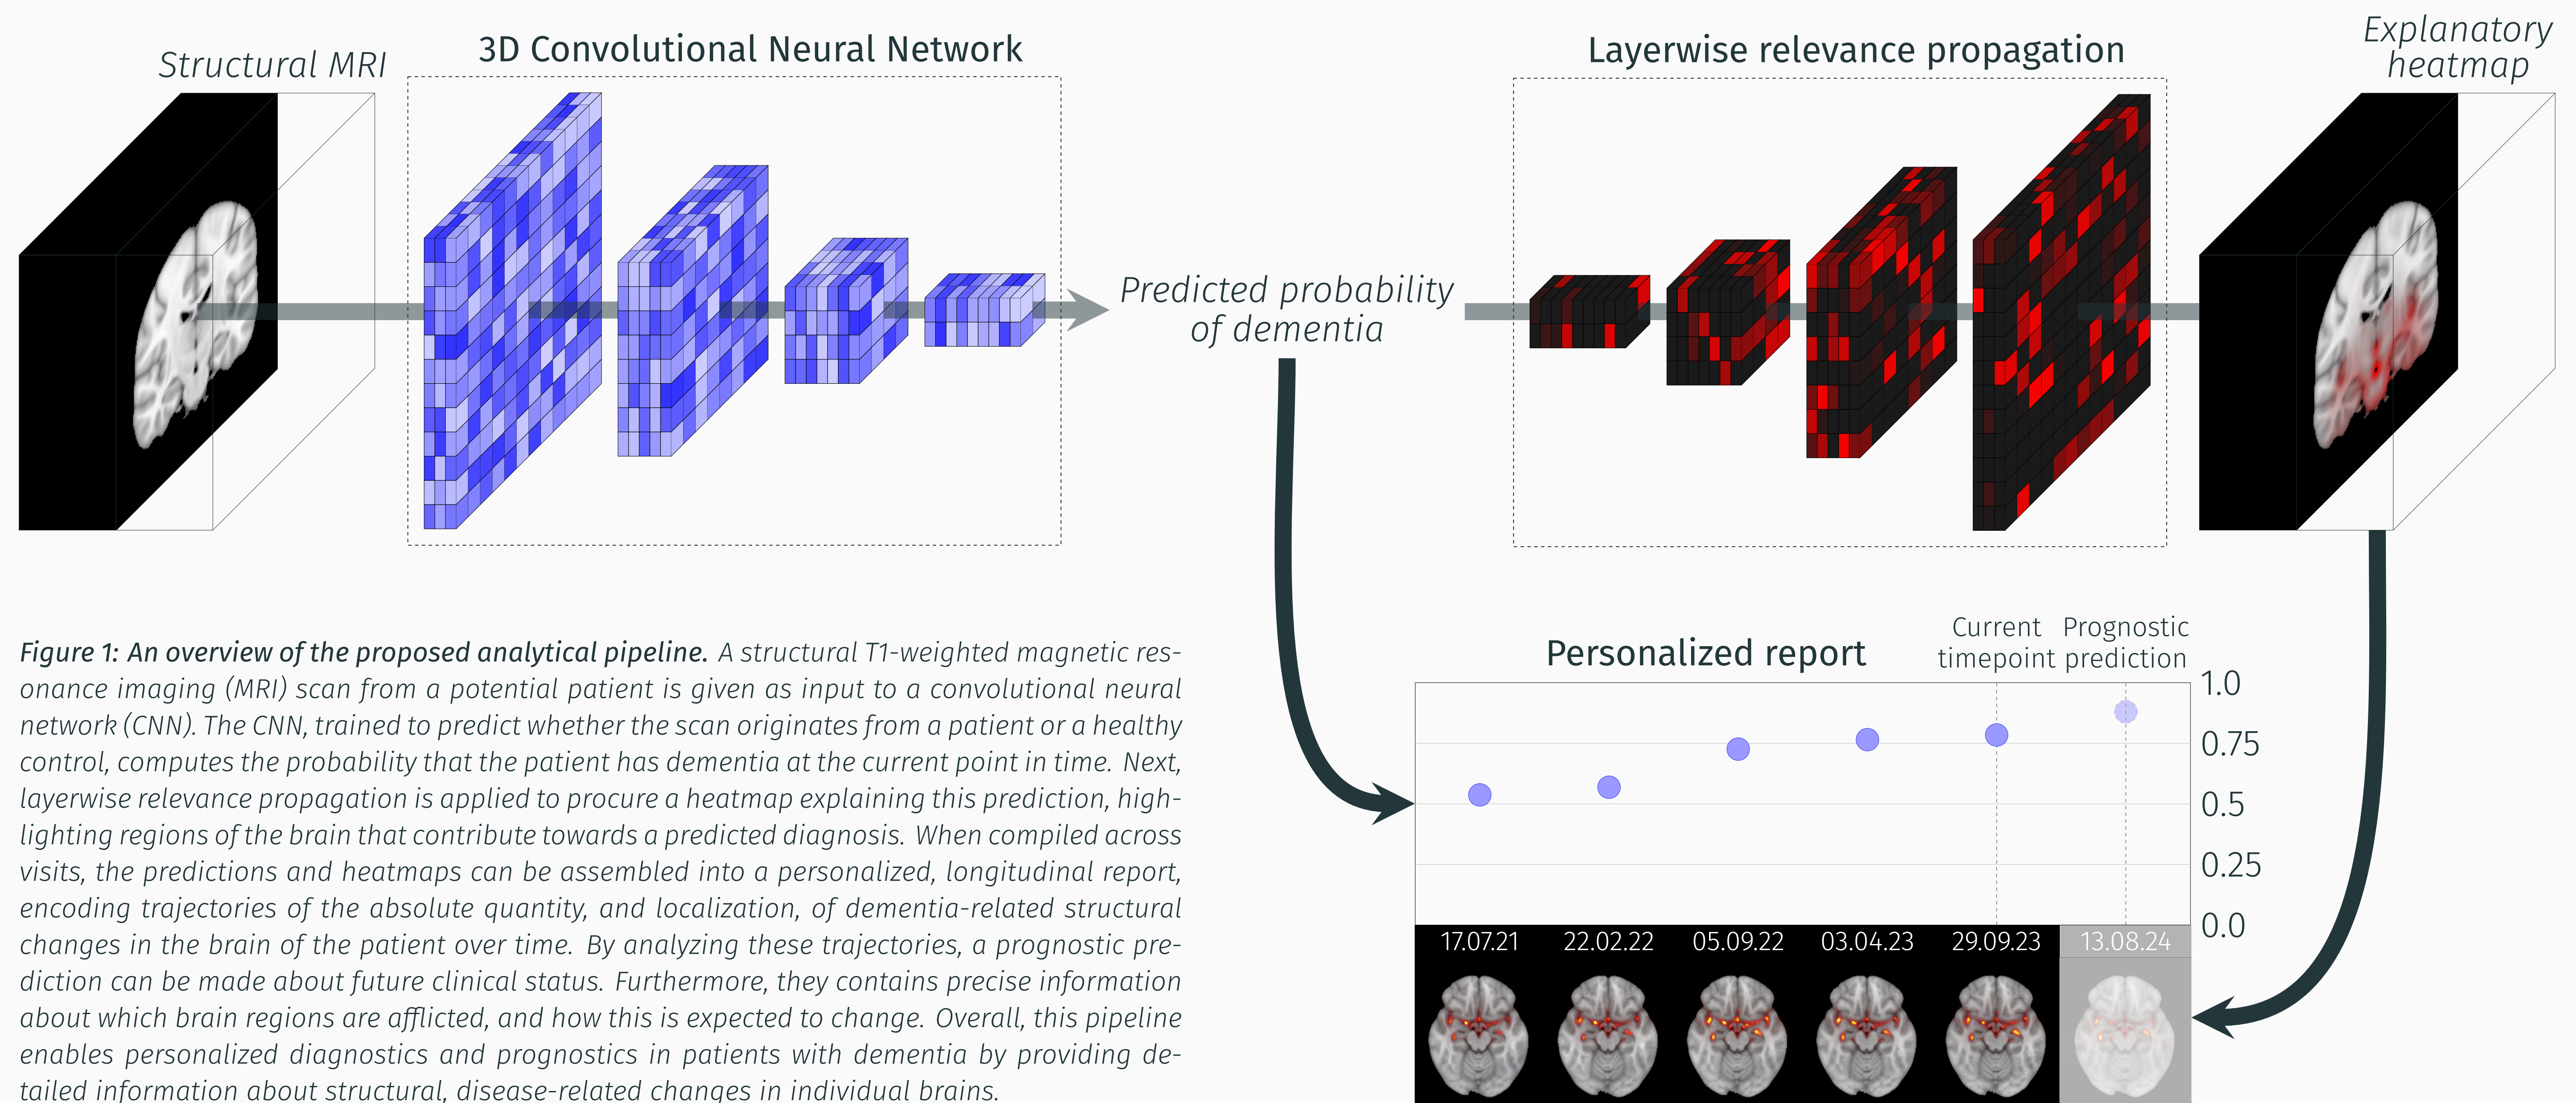 Structural MRI
3D Convolutional Neural Network
Predicted probability
of dementia
Layerwise relevance propagation
Explanatory
heatmap
Figure 1: An overview of the proposed analytical pipeline. A structural T1-weighted magnetic res-
onance imaging (MRI) scan from a potential patient is given as input to a convolutional neural
network (CNN). The CNN, trained to predict whether the scan originates from a patient or a healthy
control, computes the probability that the patient has dementia at the current point in time. Next,
layerwise relevance propagation is applied to procure a heatmap explaining this prediction, high-
lighting regions of the brain that contribute towards a predicted diagnosis. When compiled across
visits, the predictions and heatmaps can be assembled into a personalized, longitudinal report,
encoding trajectories of the absolute quantity, and localization, of dementia-related structural
changes in the brain of the patient over time. By analyzing these trajectories, a prognostic pre-
diction can be made about future clinical status. Furthermore, they contains precise information
about which brain regions are afflicted, and how this is expected to change. Overall, this pipeline
enables personalized diagnostics and prognostics in patients with dementia by providing de-
tailed information about structural, disease-related changes in individual brains.
Personalized report
Current
timepoint
Prognostic
prediction
1.0
0.75
0.5
0.25
0.0
17.07.21 22.02.22 05.09.22 03.04.23 29.09.23 13.08.24